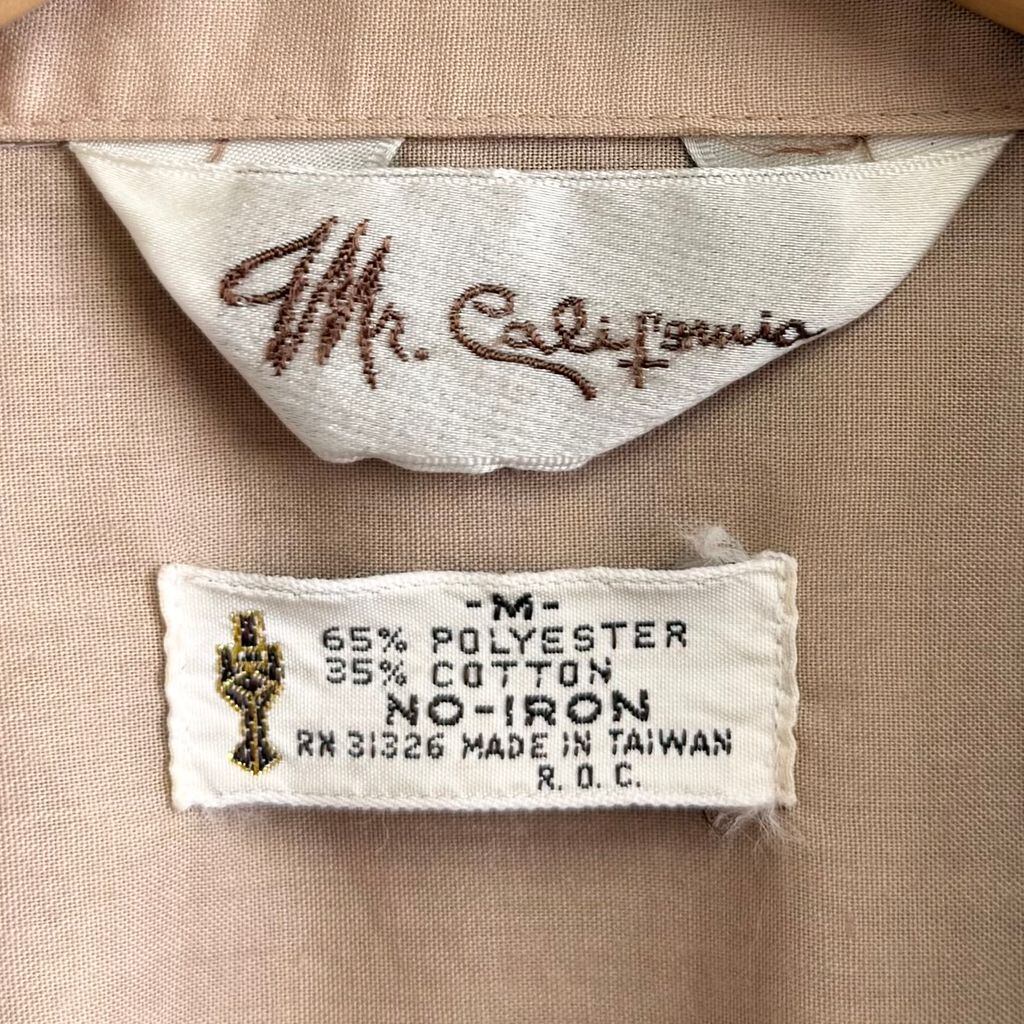 Mr. California
-M-
65% POLYESTER
35% COTTON
NO-IRON
RN 31326 MADE IN TAIWAN
R. O. C.